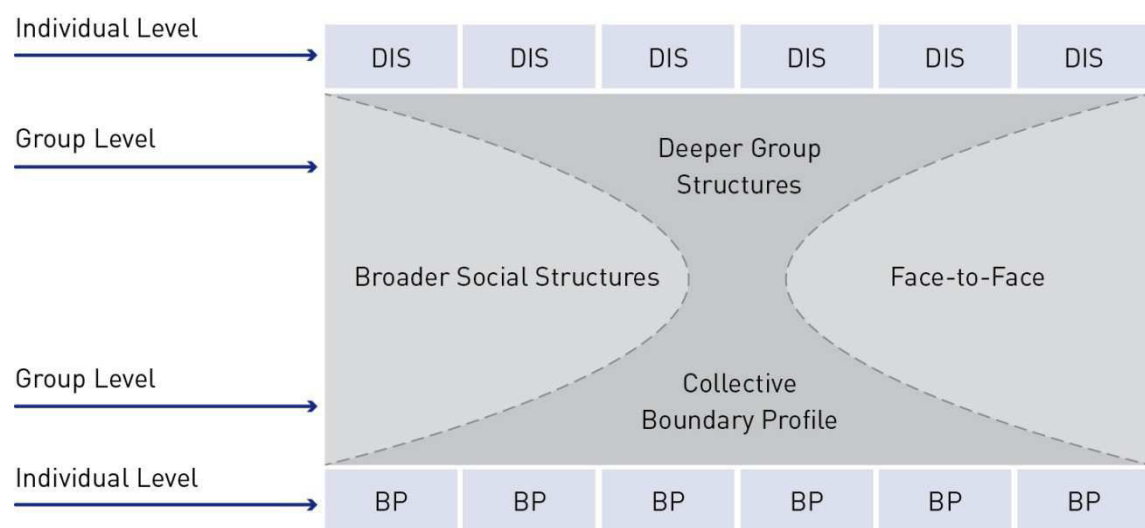 Individual Level
DIS DIS DIS DIS DIS DIS
Group Level
Deeper Group
Structures
Broader Social Structures
Face-to-Face
Group Level
Collective
Boundary Profile
Individual Level
BP BP BP BP BP BP